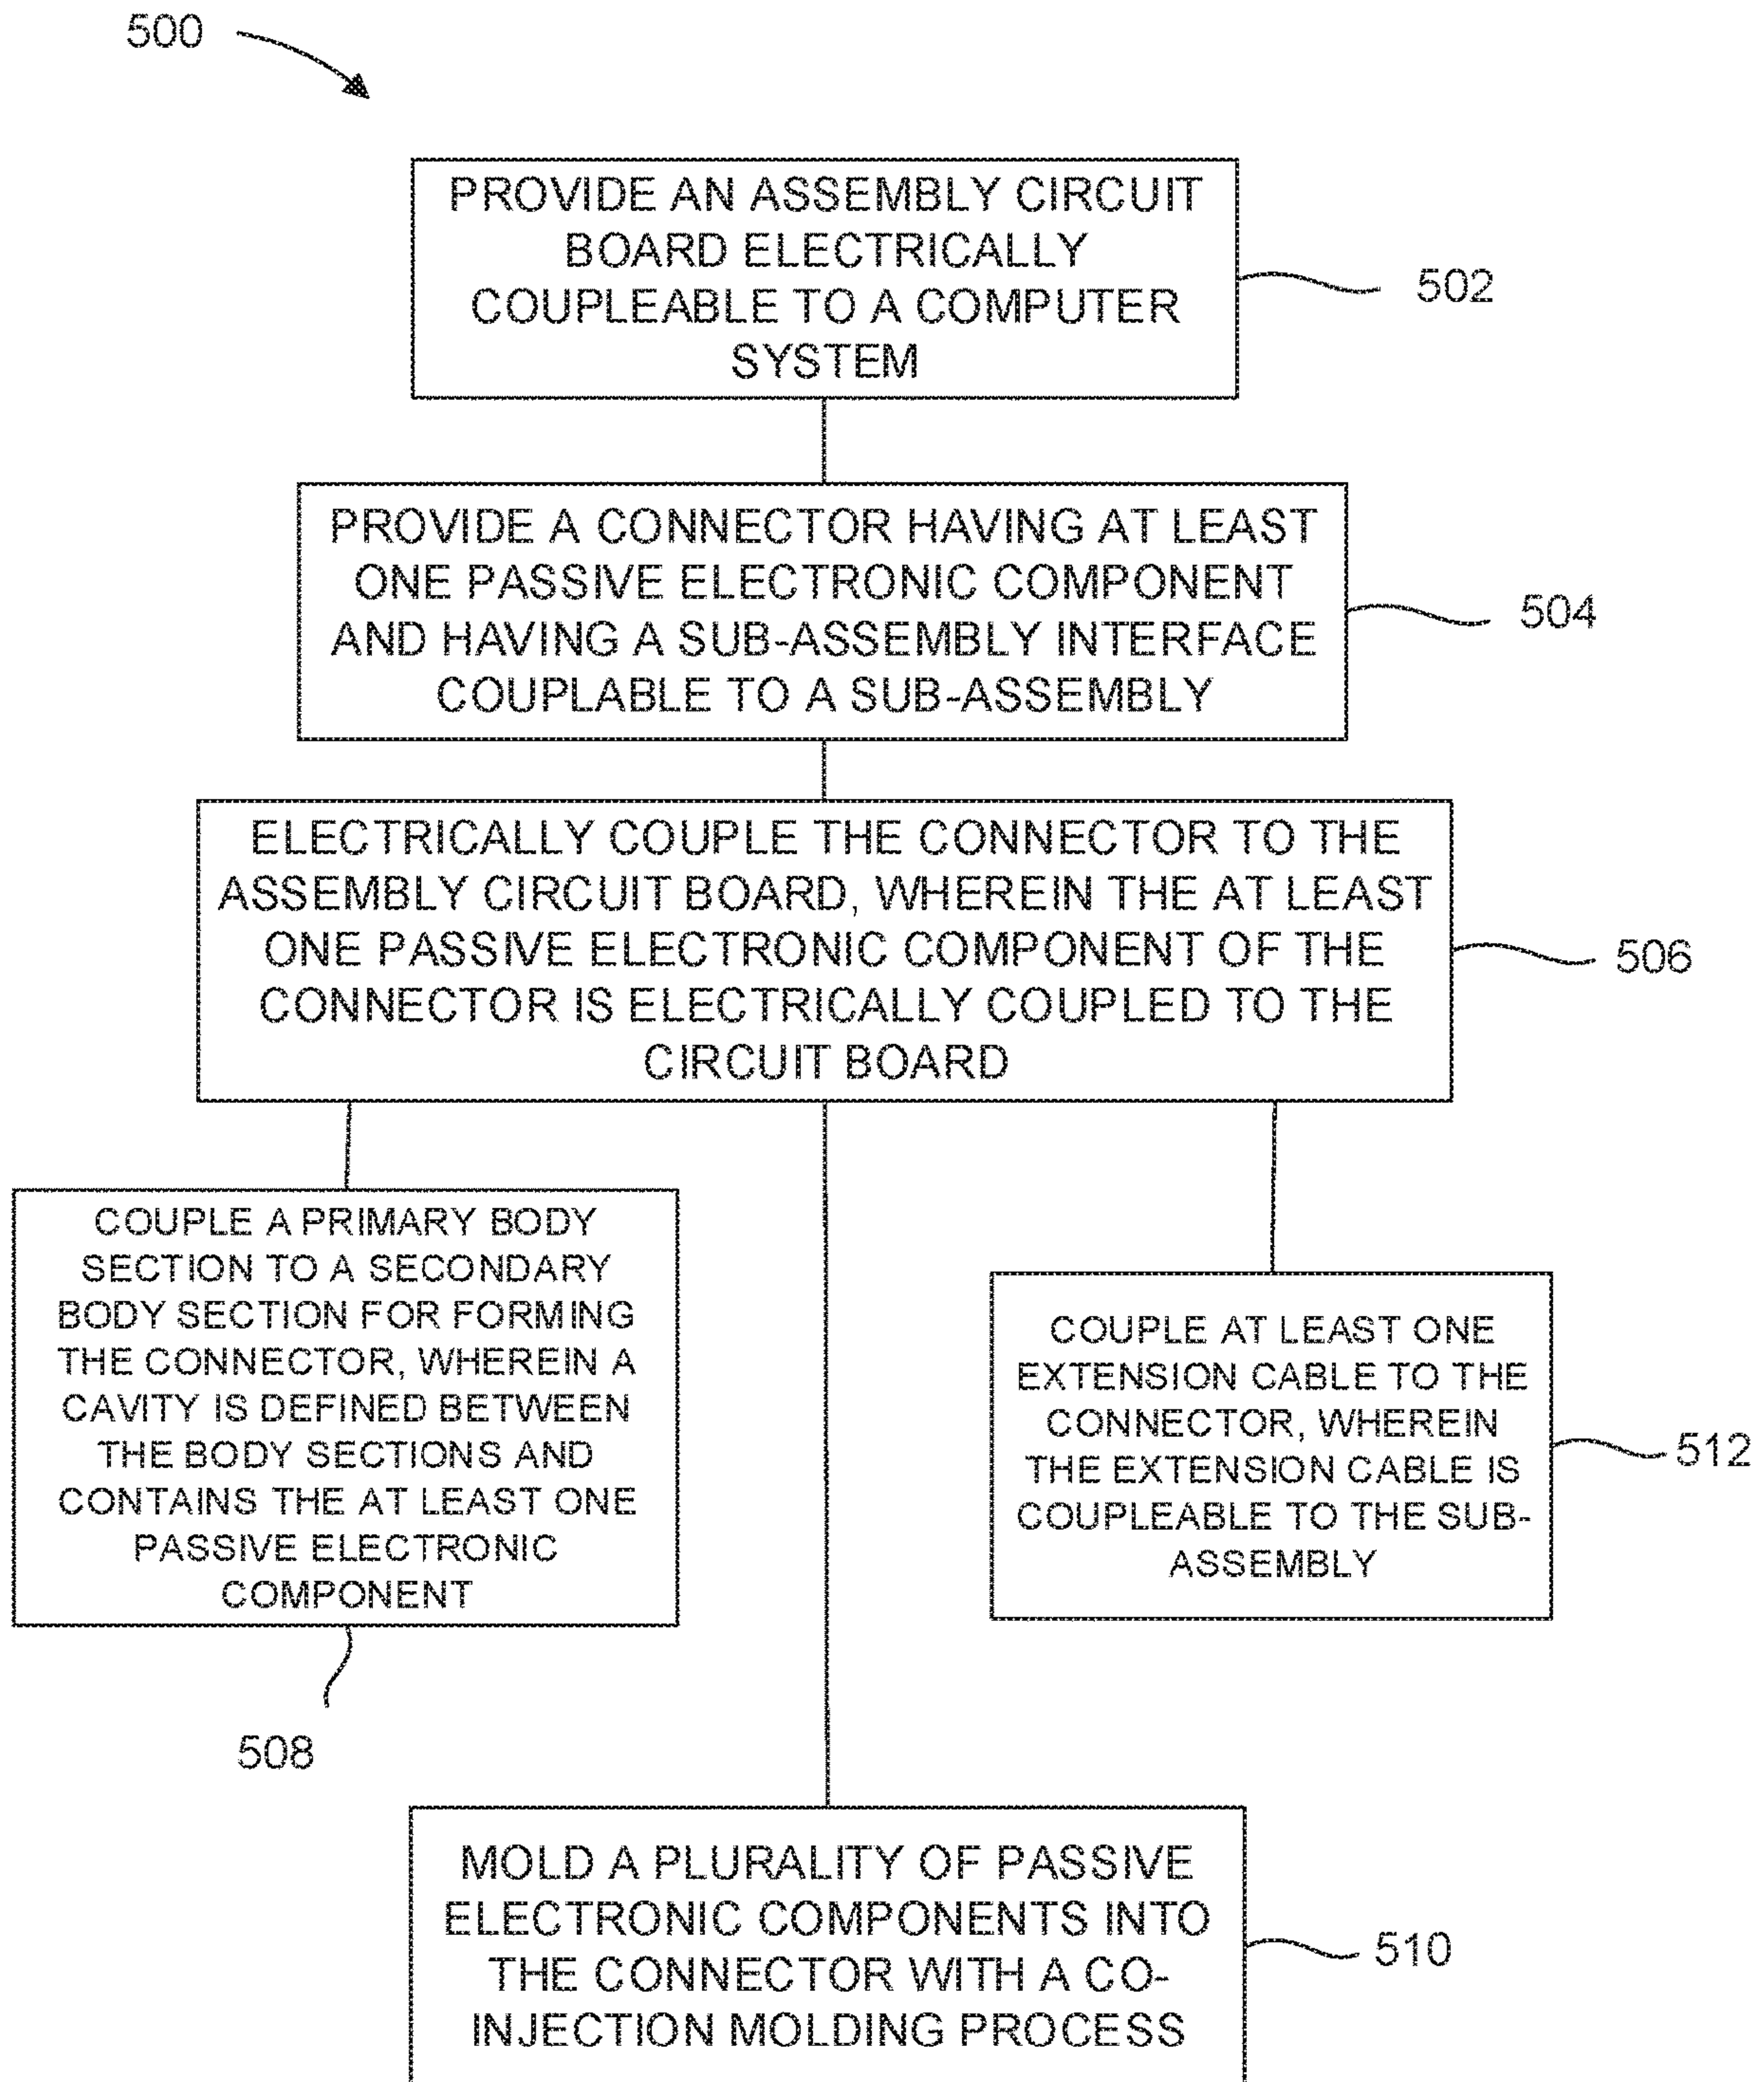 500
PROVIDE AN ASSEMBLY CIRCUIT
BOARD ELECTRICALLY
COUPLEABLE TO A COMPUTER
SYSTEM
502
PROVIDE A CONNECTOR HAVING AT LEAST
ONE PASSIVE ELECTRONIC COMPONENT
AND HAVING A SUB-ASSEMBLY INTERFACE
COUPLABLE TO A SUB-ASSEMBLY
504
ELECTRICALLY COUPLE THE CONNECTOR TO THE
ASSEMBLY CIRCUIT BOARD, WHEREIN THE AT LEAST
ONE PASSIVE ELECTRONIC COMPONENT OF THE
CONNECTOR IS ELECTRICALLY COUPLED TO THE
CIRCUIT BOARD
506
COUPLE A PRIMARY BODY
SECTION TO A SECONDARY
BODY SECTION FOR FORMING
THE CONNECTOR, WHEREIN A
CAVITY IS DEFINED BETWEEN
THE BODY SECTIONS AND
CONTAINS THE AT LEAST ONE
PASSIVE ELECTRONIC
COMPONENT
508
COUPLE AT LEAST ONE
EXTENSION CABLE TO THE
CONNECTOR, WHEREIN
THE EXTENSION CABLE IS
COUPLEABLE TO THE SUB-
ASSEMBLY
512
MOLD A PLURALITY OF PASSIVE
ELECTRONIC COMPONENTS INTO
THE CONNECTOR WITH A CO-
INJECTION MOLDING PROCESS
510